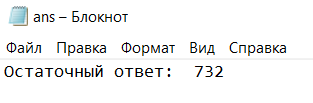 ans – Блокнот
Файл Правка Формат Вид Справка
Остаточный ответ:  732